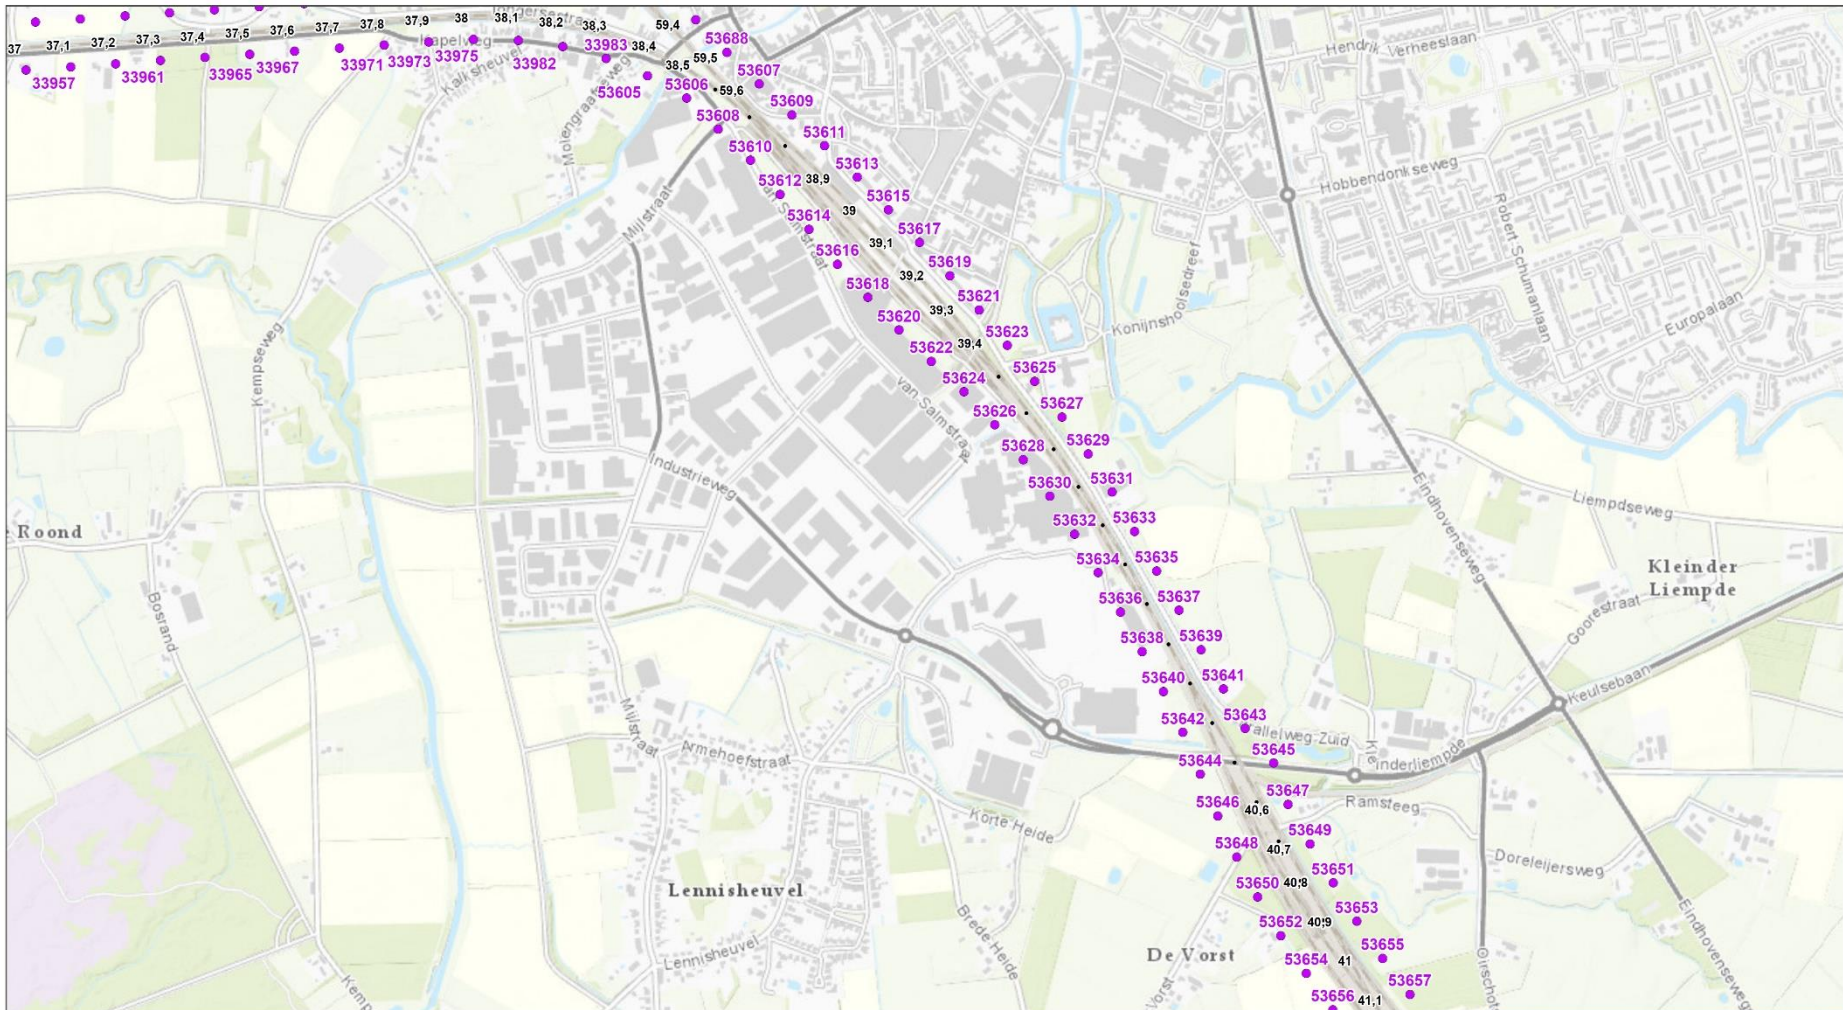 37
37,1
37,2
37,3
37,4
37,5
37,6
37,7
37,8
37,9
38
38,1
38,2
38,3
38,4
38,5
59,4
59,5
59,6
Kapelweg
33957
33961
33965
33967
33971
33973
33975
33982
33983
53605
53606
53688
53607
53608
53609
53610
53611
53612
53613
53614
53615
53616
53617
53618
53619
53620
53621
53622
53623
53624
53625
53626
53627
53628
53629
53630
53631
53632
53633
53634
53635
53636
53637
53638
53639
53640
53641
53642
53643
53644
53645
53646
53647
53648
53649
53650
53651
53652
53653
53654
53655
53656
53657
38,9
39
39,1
39,2
39,3
39,4
40,6
40,7
40,8
40,9
41
41,1
Kalksheuvel
Molengraafseweg
Mijlstraat
van Salmstraat
Hendrik Verheeslaan
Hobbendonkseweg
Robert Schumanlaan
Europalaan
Konijnshoolsedreef
Kempseweg
Industrieweg
van Salmstraat
Eindhovenseweg
Liempdseweg
Roond
Bosrand
Kleinder
Liempde
Goorestraat
Keulsebaan
Mijlstraat
Armehoefstraat
Korte Heide
Kinderliempde
Ramsteeg
Doreleijersweg
Lennisheuvel
Lennisheuvel
Brede Heide
De Vorst
Vorst
Eindhovenseweg